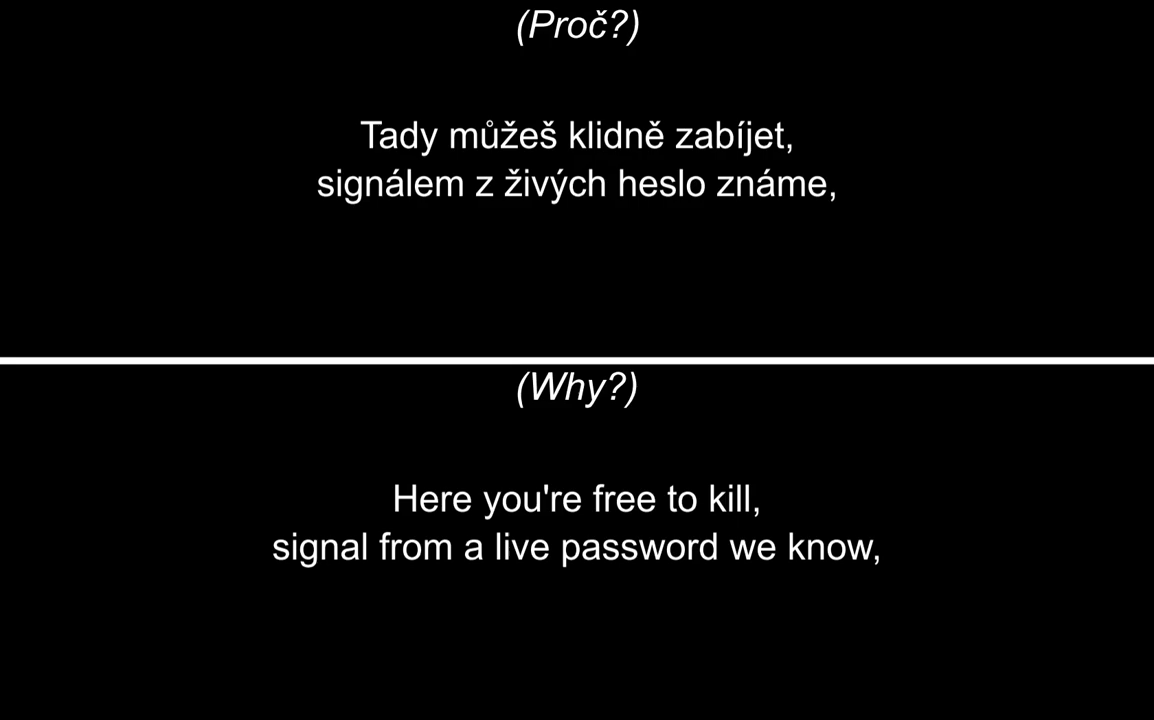 (Proč?)
Tady můžeš klidně zabíjet,
signálem z živých heslo známe,
(Why?)
Here you're free to kill,
signal from a live password we know,